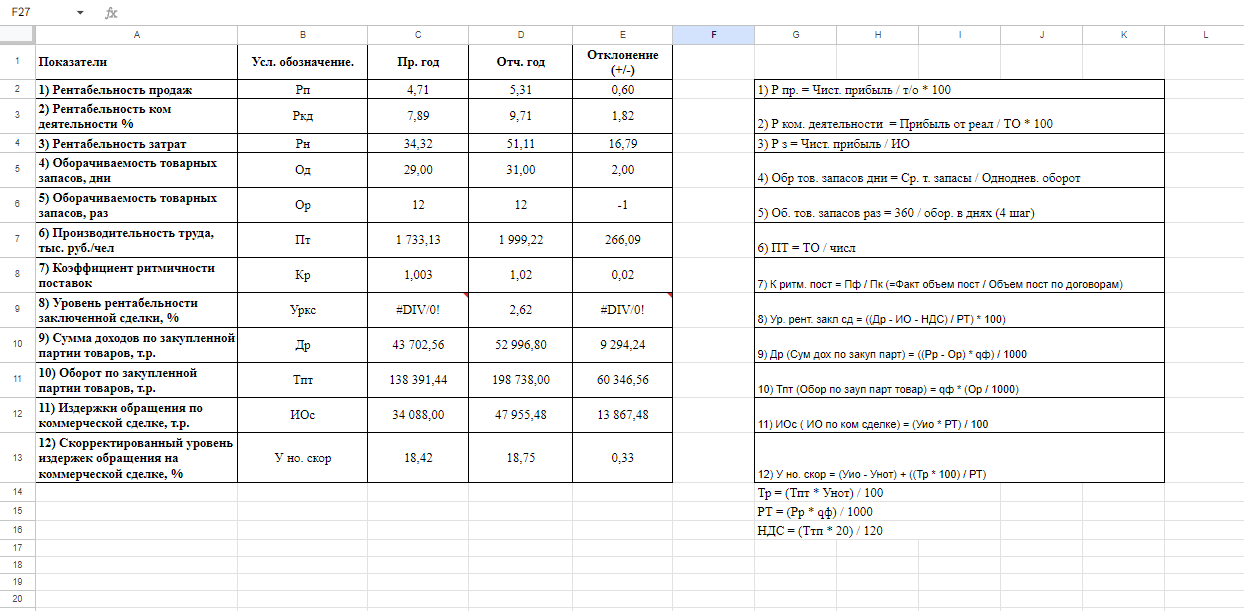 F27 fx
A B C D E F G H I J K L
1 Показатели Усл. обозначение. Пр. год Отч. год Отклонение
(+/-)
2 1) Рентабельность продаж Рп 4,71 5,31 0,60 1) Р пр. = Чист. прибыль / т/о * 100
3 2) Рентабельность ком
деятельности % Ркд 7,89 9,71 1,82 2) Р ком. деятельности = Прибыль от реал / ТО * 100
4 3) Рентабельность затрат Рн 34,32 51,11 16,79 3) Р з = Чист. прибыль / ИО
5 4) Оборачиваемость товарных
запасов, дни Од 29,00 31,00 2,00 4) Обр тов. запасов дни = Ср. т. запасы / Одноднев. оборот
6 5) Оборачиваемость товарных
запасов, раз Ор 12 12 -1 5) Об. тов. запасов раз = 360 / обор. в днях (4 шаг)
7 6) Производительность труда,
тыс. руб./чел Пт 1 733,13 1 999,22 266,09 6) ПТ = ТО / числ
8 7) Коэффициент ритмичности
поставок Кр 1,003 1,02 0,02 7) К ритм. пост = Пф / Пк (=Факт объем пост / Объем пост по договорам)
9 8) Уровень рентабельности
заключенной сделки, % Уркс #DIV/0! 2,62 #DIV/0! 8) Ур. рент. закл сд = ((Др - ИО - НДС) / РТ) * 100)
10 9) Сумма доходов по закупленной
партии товаров, т.р. Др 43 702,56 52 996,80 9 294,24 9) Др (Сум дох по закуп парт) = ((Рр - Ор) * qф) / 1000
11 10) Оборот по закупленной
партии товаров, т.р. Тпт 138 391,44 198 738,00 60 346,56 10) Тпт (Обор по зауп парт товар) = qф * (Ор / 1000)
12 11) Издержки обращения по
коммерческой сделке, т.р. ИОс 34 088,00 47 955,48 13 867,48 11) ИОс ( ИО по ком сделке) = (Уио * РТ) / 100
13 12) Скорректированный уровень
издержек обращения на
коммерческой сделке, % У но. скор 18,42 18,75 0,33 12) У но. скор = (Уио - Унот) + ((Тр * 100) / РТ)
14 Тр = (Тпт * Унот) / 100
15 РТ = (Рр * qф) / 1000
16 НДС = (Ттп * 20) / 120
17
18
19
20